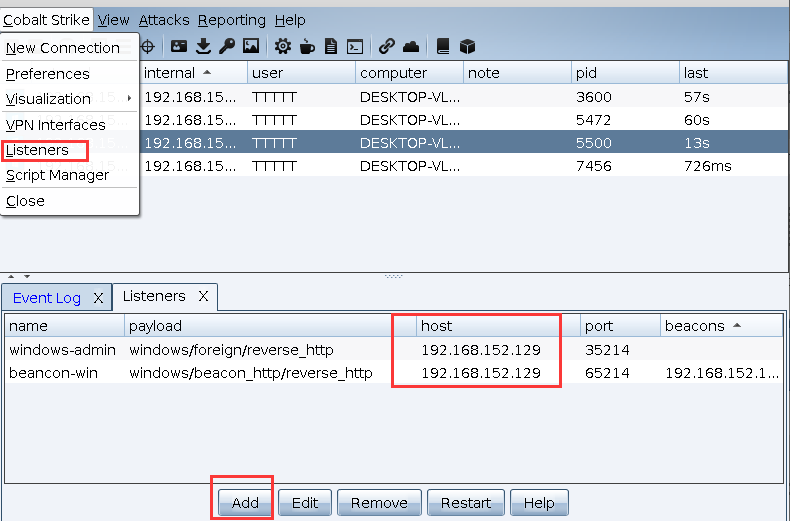 Cobalt Strike View Attacks Reporting Help
New Connection
Preferences
Visualization
VPN Interfaces
Listeners
Script Manager
Close
internal user computer note pid last
192.168.15... TTTTT DESKTOP-VL... 3600 57s
192.168.15... TTTTT DESKTOP-VL... 5472 60s
192.168.15... TTTTT DESKTOP-VL... 5500 13s
192.168.15... TTTTT DESKTOP-VL... 7456 726ms
Event Log X Listeners X
name payload host port beacons
windows-admin windows/foreign/reverse_http 192.168.152.129 35214
beancon-win windows/beacon_http/reverse_http 192.168.152.129 65214 192.168.152.1...
Add Edit Remove Restart Help